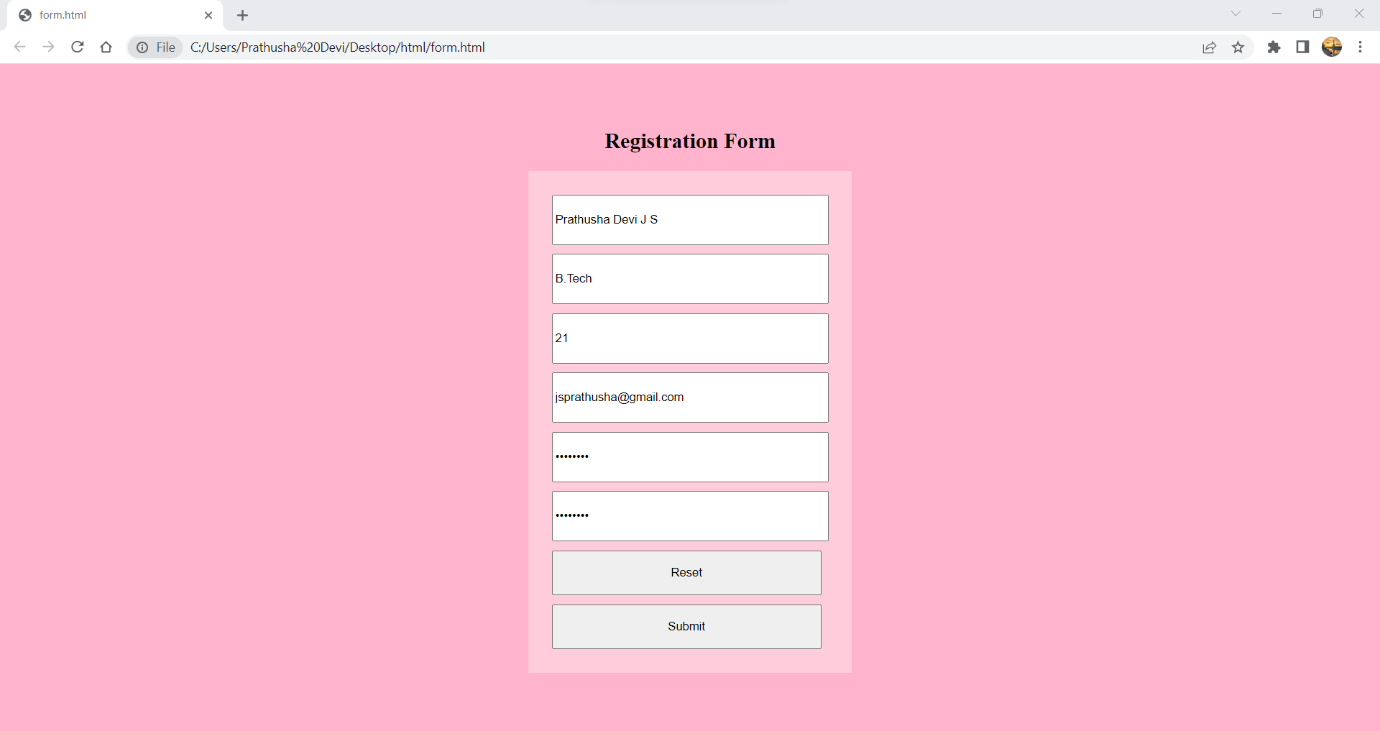 form.html
File C:/Users/Prathusha%20Devi/Desktop/html/form.html
Registration Form
Prathusha Devi J S
B.Tech
21
jsprathusha@gmail.com
••••••••
••••••••
Reset
Submit